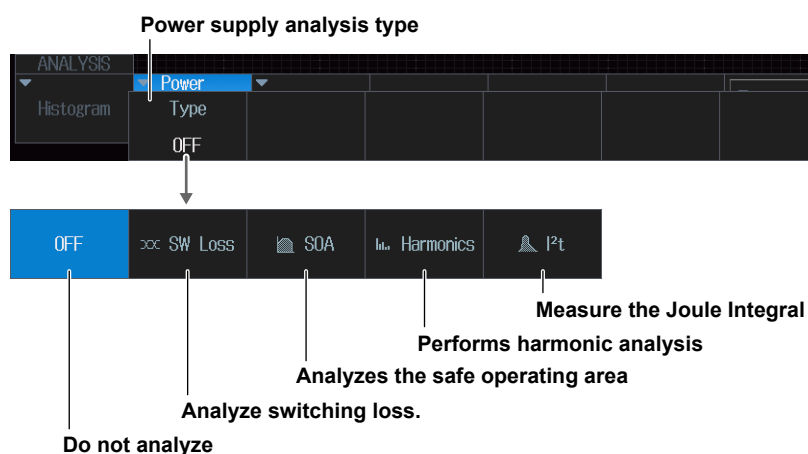 Power supply analysis type
ANALYSIS
Power
Histogram
Type
OFF
OFF
SW Loss
SOA
Harmonics
I²t
Measure the Joule Integral
Performs harmonic analysis
Analyzes the safe operating area
Analyze switching loss.
Do not analyze